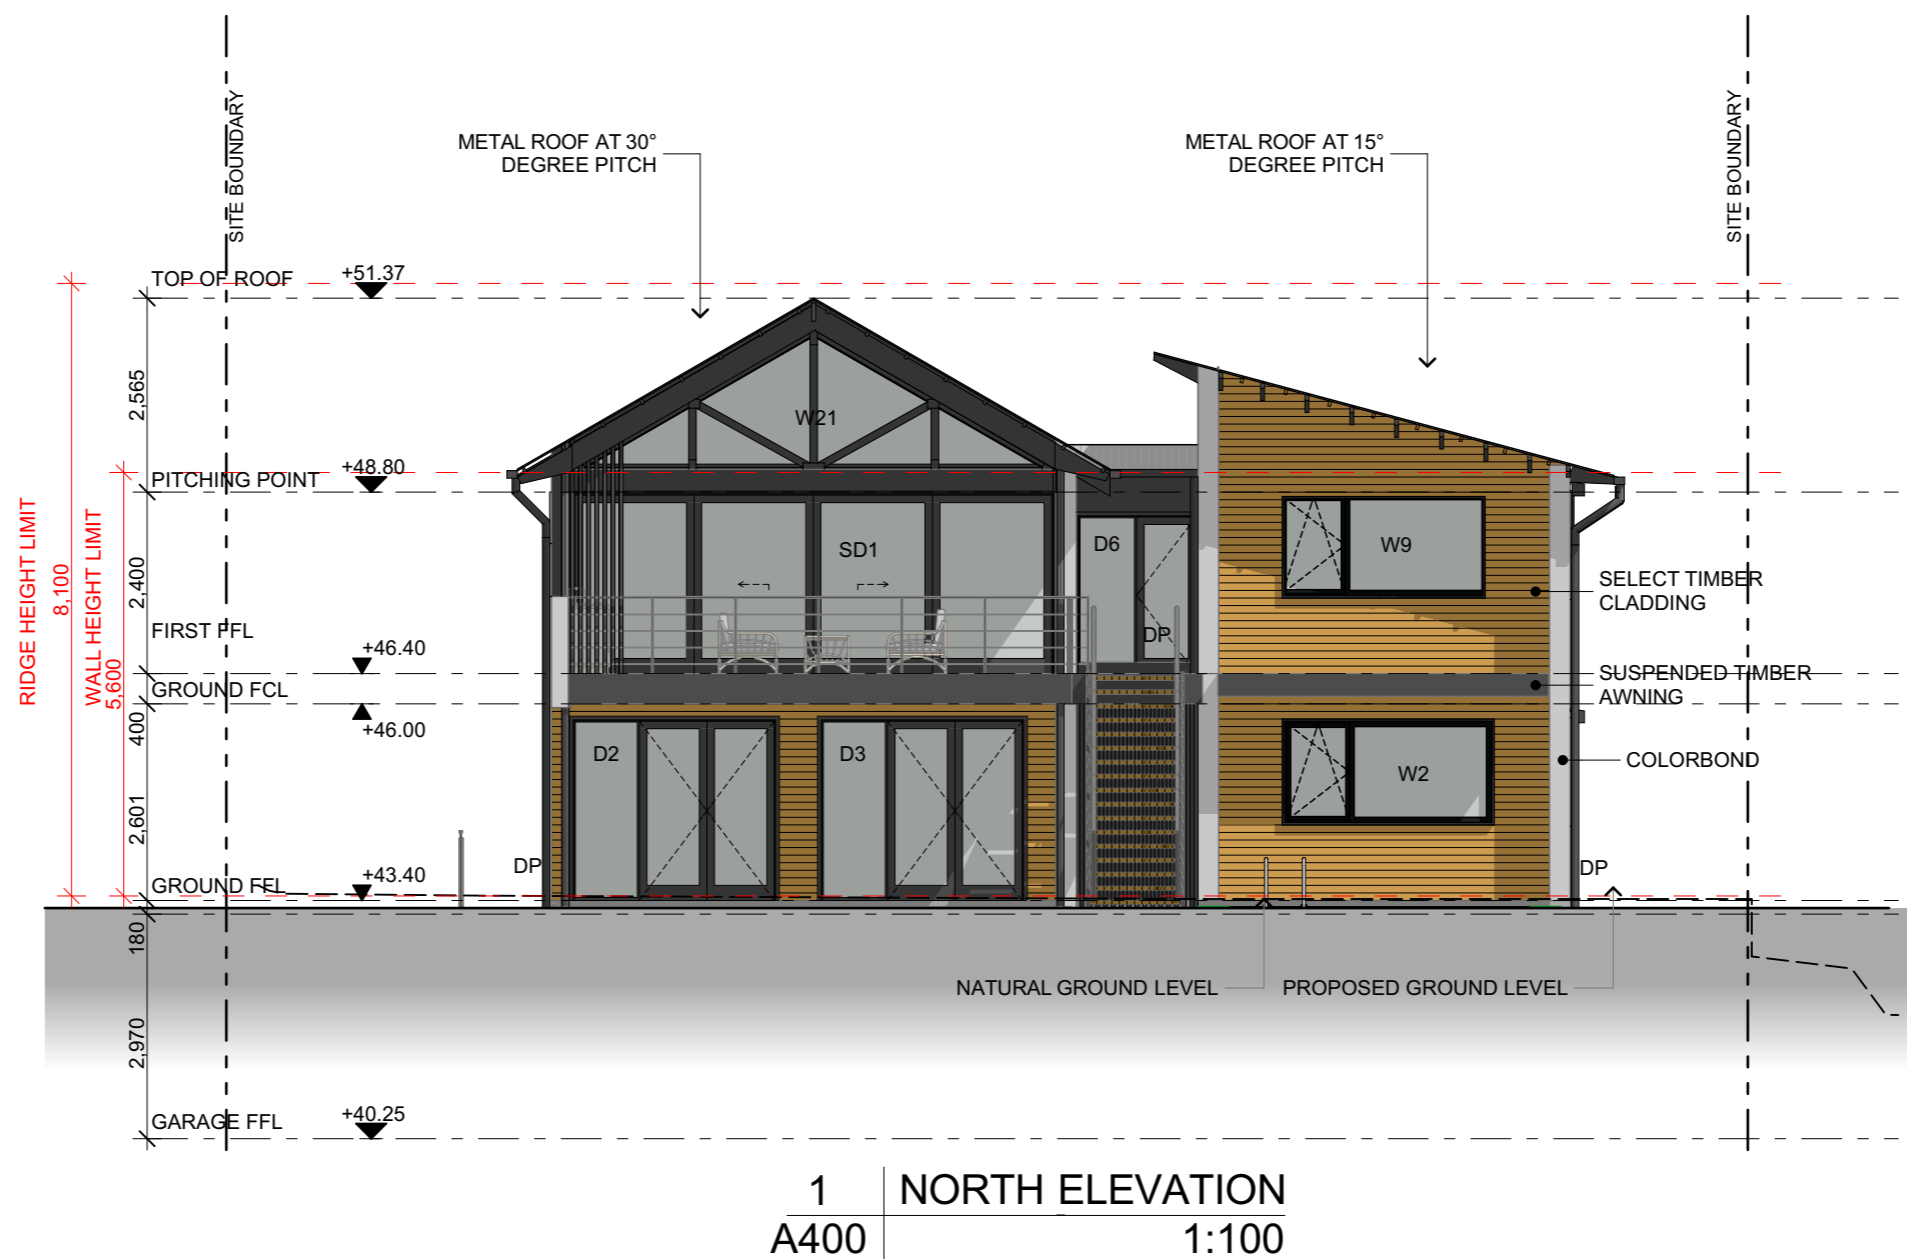 SITE BOUNDARY
SITE BOUNDARY
METAL ROOF AT 30°
DEGREE PITCH
METAL ROOF AT 15°
DEGREE PITCH
TOP OF ROOF
+51.37
2,565
W21
PITCHING POINT
+48.80
RIDGE HEIGHT LIMIT
8,100
WALL HEIGHT LIMIT
5,600
2,400
SD1
D6
W9
SELECT TIMBER
CLADDING
FIRST FFL
+46.40
DP
SUSPENDED TIMBER
AWNING
GROUND FCL
+46.00
400
D2
D3
W2
COLORBOND
2,601
DP
DP
GROUND FFL
+43.40
180
NATURAL GROUND LEVEL
PROPOSED GROUND LEVEL
2,970
GARAGE FFL
+40.25
1
NORTH ELEVATION
A400
1:100